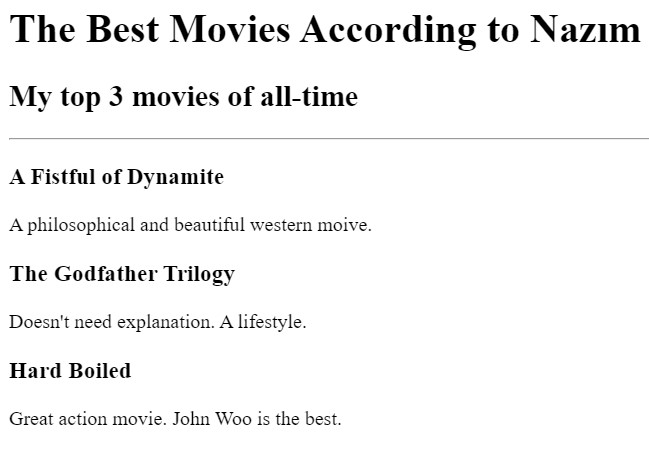 The Best Movies According to Nazım
My top 3 movies of all-time
A Fistful of Dynamite
A philosophical and beautiful western moive.
The Godfather Trilogy
Doesn't need explanation. A lifestyle.
Hard Boiled
Great action movie. John Woo is the best.